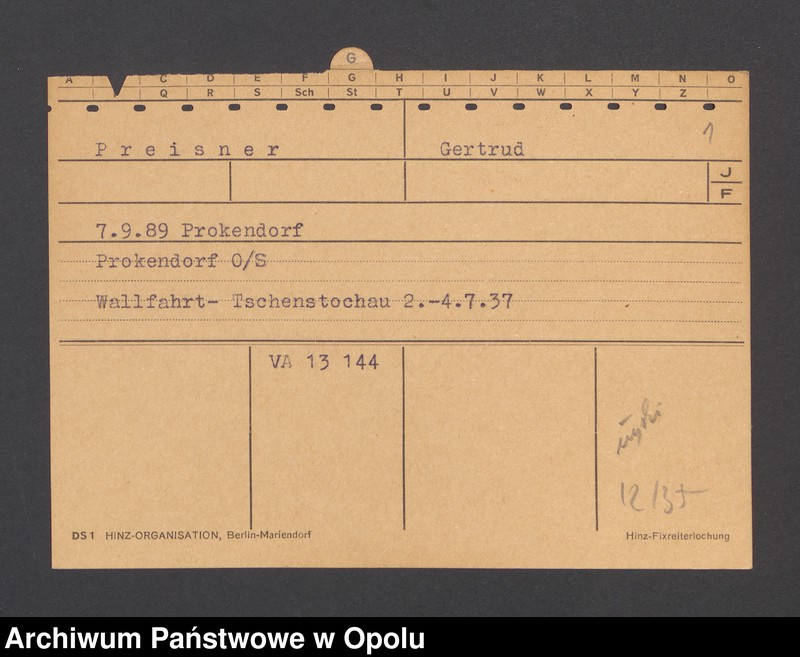 G
A C D E F G H I J K L M N O
Q R S Sch St T U V W X Y Z
1
Preisner Gertrud
J
F
7.9.89 Prokendorf
Prokendorf O/S
Wallfahrt- Tschenstochau 2.-4.7.37
VA 13 144
12/35
DS1 HINZ-ORGANISATION, Berlin-Mariendorf Hinz-Fixreiterlochung
Archiwum Państwowe w Opolu